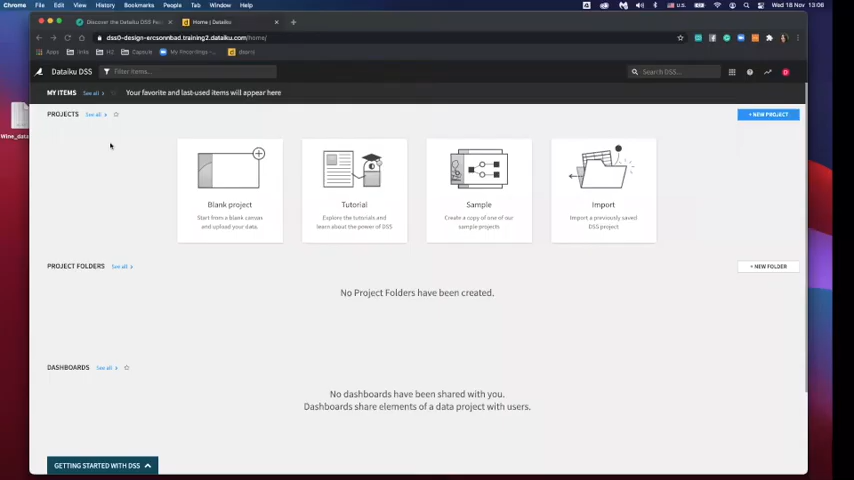 Chrome File Edit View History Bookmarks People Tab Window Help
U.S. Wed 18 Nov 13:08
Home | Dataiku
dss0-design-ercsonnbad.training2.dataiku.com/home/
Apps
Capsule
Dataiku DSS Filter items... Search DSS...
MY ITEMS See all Your favorite and last-used items will appear here
PROJECTS See all + NEW PROJECT
Wine_data
Blank project Tutorial Sample Import
Start from a blank canvas Explore the tutorials and Create a copy of one of our Import a previously saved
and upload your data. learn about the power of DSS sample projects DSS project
PROJECT FOLDERS See all + NEW FOLDER
No Project Folders have been created.
DASHBOARDS See all
No dashboards have been shared with you.
Dashboards share elements of a data project with users.
GETTING STARTED WITH DSS